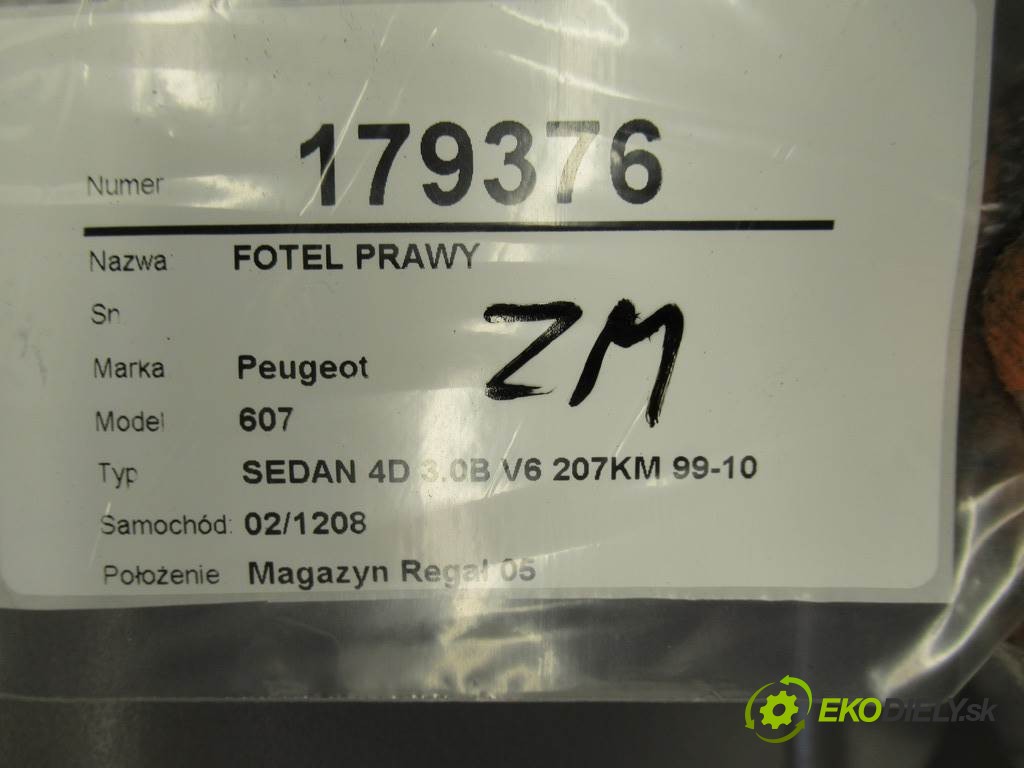 Numer 179376
Nazwa FOTEL PRAWY
Sn
ZM
Marka Peugeot
Model 607
Typ SEDAN 4D 3.0B V6 207KM 99-10
Samochód: 02/1208
Położenie Magazyn Regał 05
EKODIELY.sk